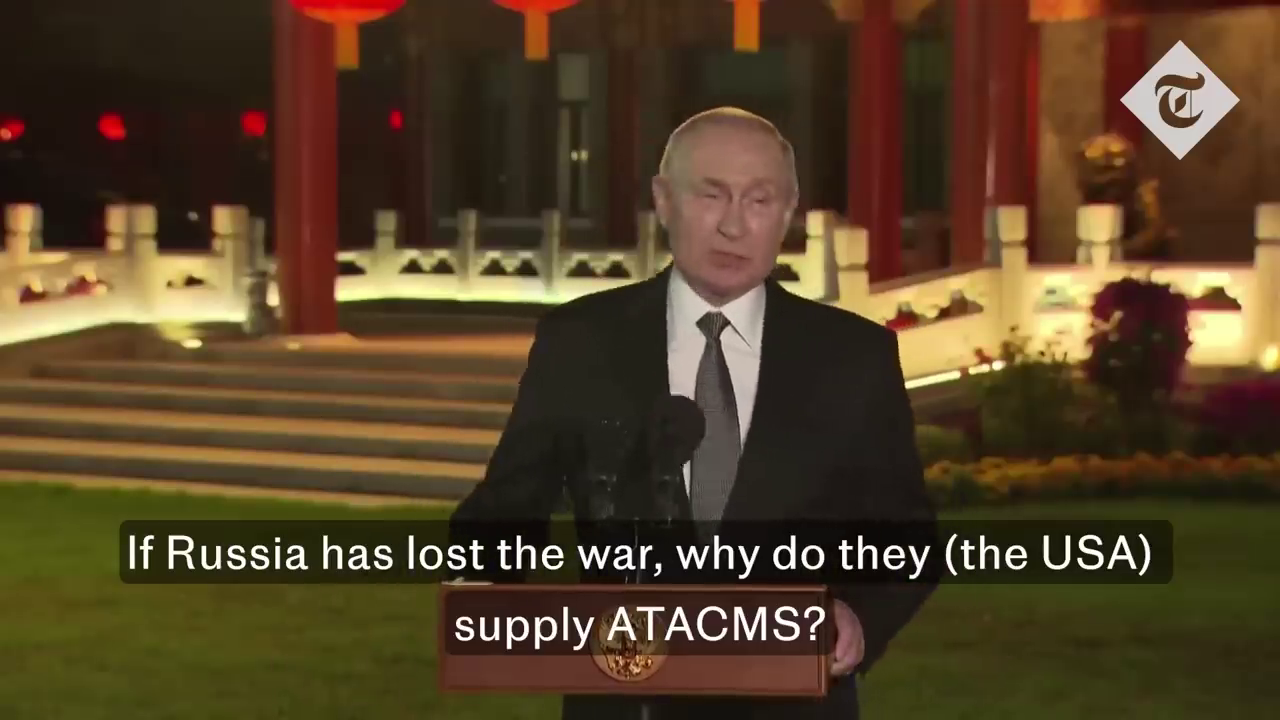 T
If Russia has lost the war, why do they (the USA)
supply ATACMS?